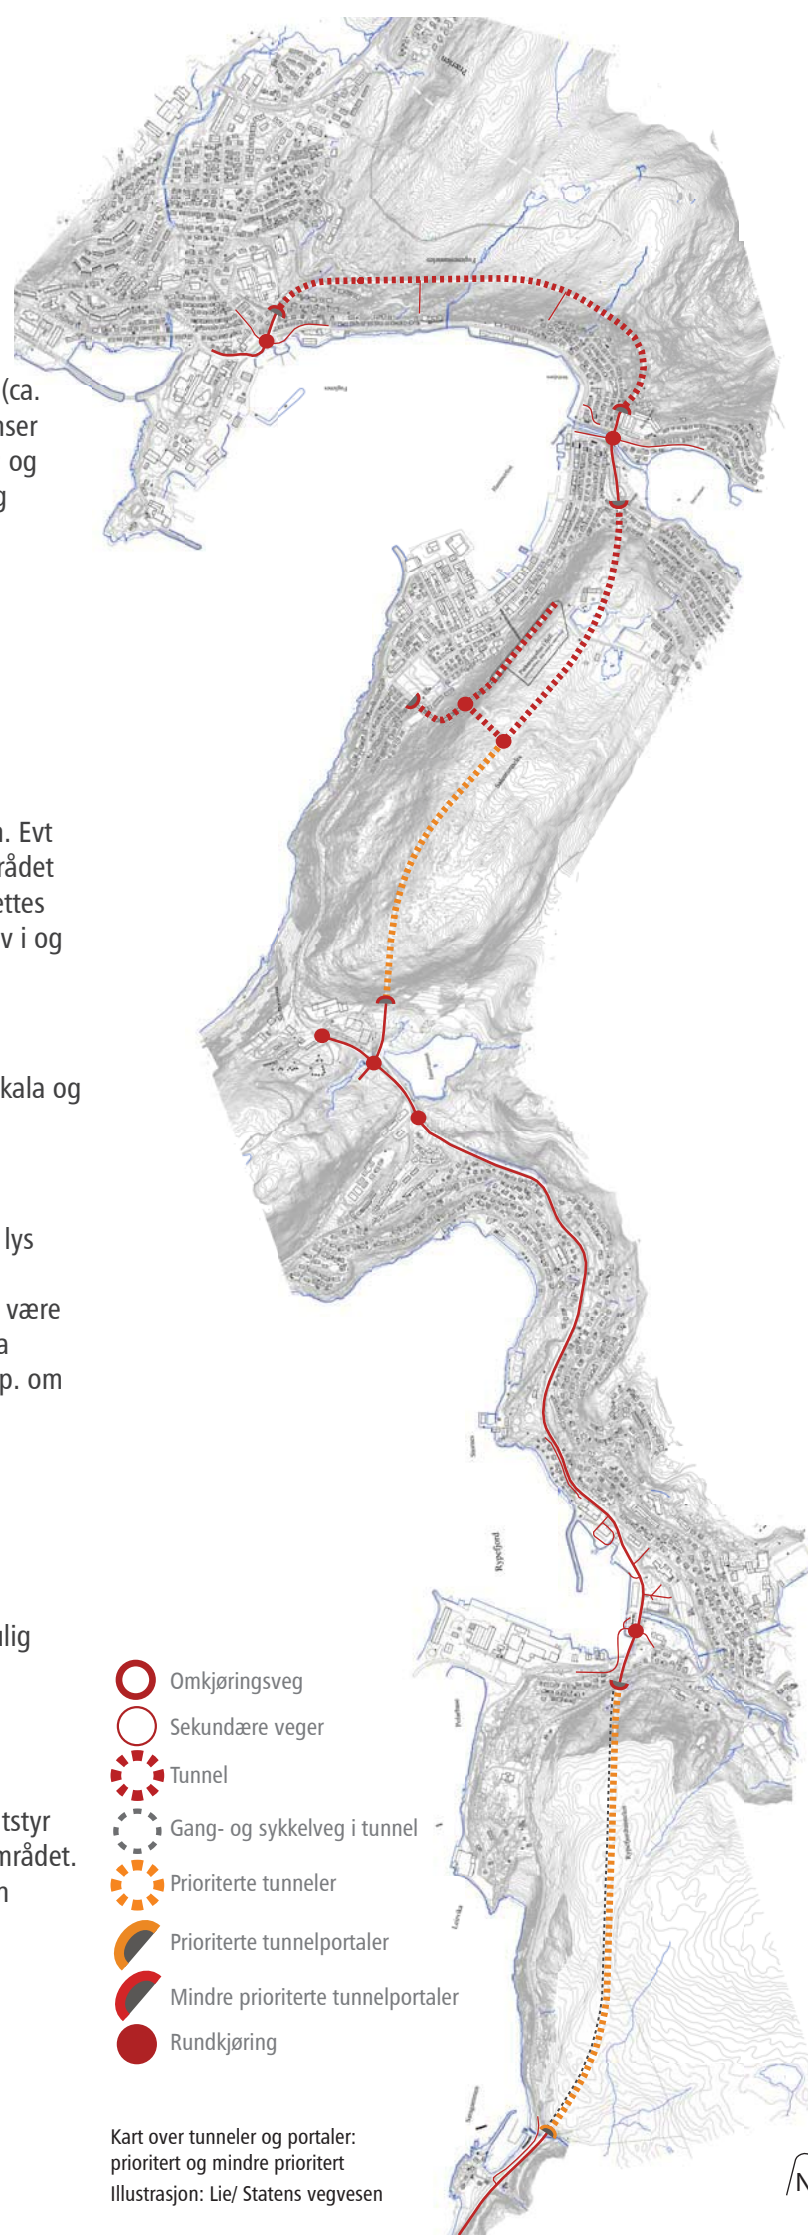 (ca.
nser
og
g
n. Evt
rådet
ettes
v i og
kala og
lys
være
a
p. om
ulig
tstyr
mrådet.
n
Rypefjord
Omkjøringsveg
Sekundære veger
Tunnel
Gang- og sykkelveg i tunnel
Prioriterte tunneler
Prioriterte tunnelportaler
Mindre prioriterte tunnelportaler
Rundkjøring
Kart over tunneler og portaler:
prioritert og mindre prioritert
Illustrasjon: Lie/ Statens vegvesen
N